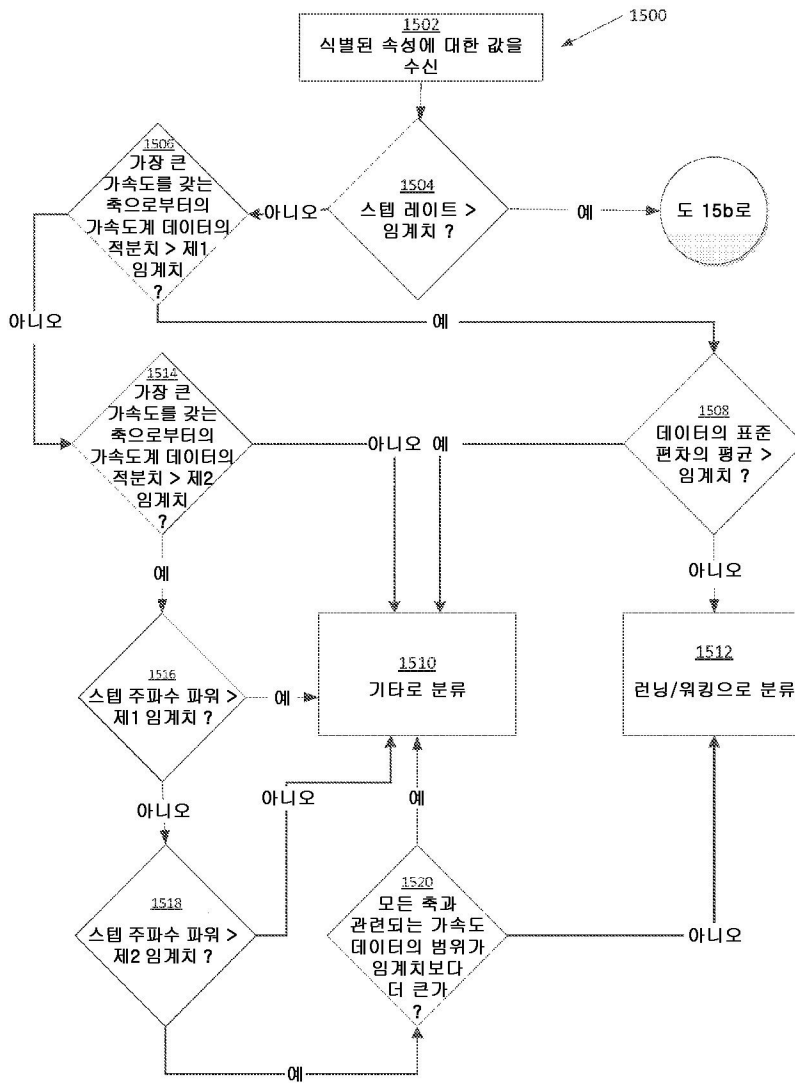 1500
1502
식별된 속성에 대한 값을
수신
1504
스텝 레이트 >
임계치 ?
아니오
예
도 15b로
1506
가장 큰
가속도를 갖는
축으로부터의
가속도계 데이터의
적분치 > 제1
임계치
?
아니오
예
1514
가장 큰
가속도를 갖는
축으로부터의
가속도계 데이터의
적분치 > 제2
임계치
?
아니오
예
1508
데이터의 표준
편차의 평균 >
임계치 ?
예
아니오
1516
스텝 주파수 파워 >
제1 임계치 ?
예
1510
기타로 분류
1512
런닝/워킹으로 분류
아니오
아니오
예
1518
스텝 주파수 파워 >
제2 임계치 ?
1520
모든 축과
관련되는 가속도
데이터의 범위가
임계치보다
더 큰가
?
아니오
예